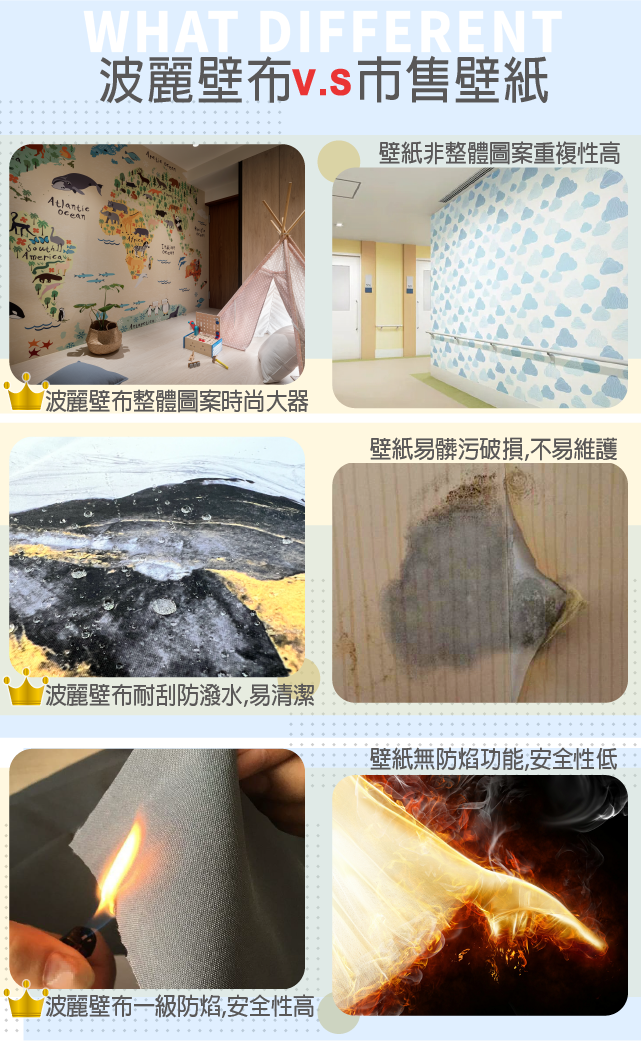 WHAT DIFFERENT
波麗壁布v.s市售壁紙
壁紙非整體圖案重複性高
Atlantic
Ocean
South
America
Africa
Indian
Ocean
波麗壁布整體圖案時尚大器
壁紙易髒污破損,不易維護
波麗壁布耐刮防潑水,易清潔
壁紙無防焰功能,安全性低
波麗壁布一級防焰,安全性高